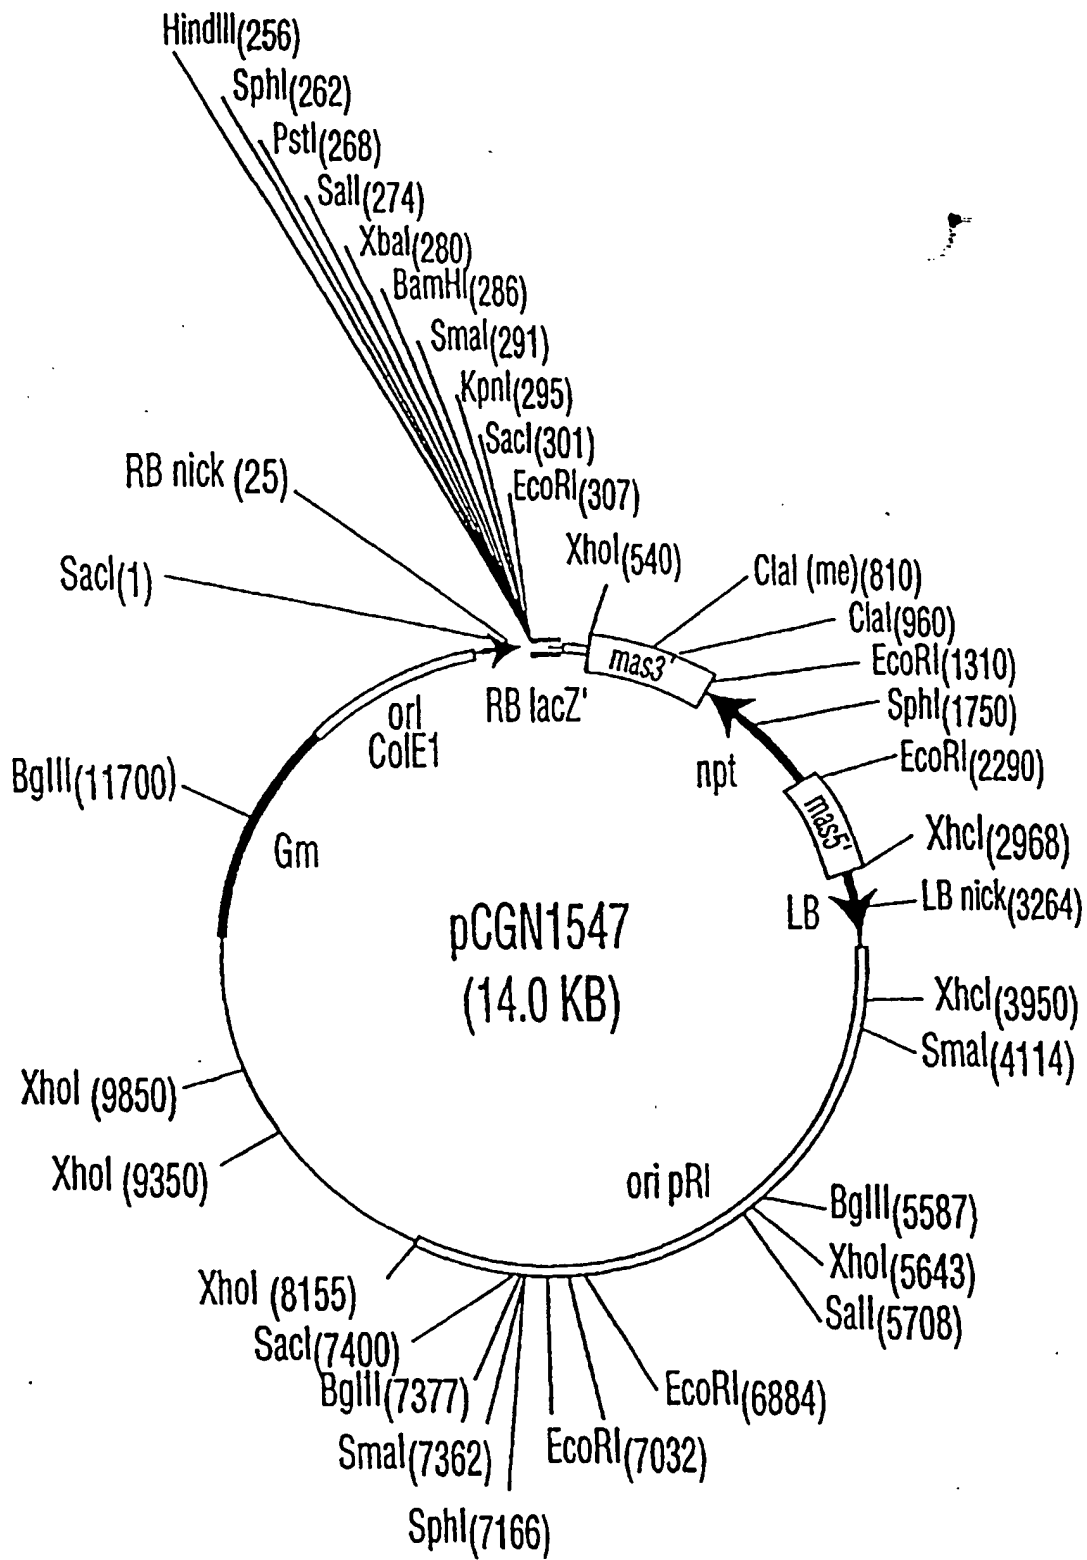 HindIII(256)
SphI(262)
PstI(268)
SalI(274)
XbaI(280)
BamHI(286)
SmaI(291)
KpnI(295)
SacI(301)
EcoRI(307)
RB nick (25)
SacI(1)
XhoI(540)
ClaI (me)(810)
ClaI(960)
EcoRI(1310)
SphI(1750)
EcoRI(2290)
XhcI(2968)
LB nick(3264)
XhcI(3950)
SmaI(4114)
BglII(5587)
XhoI(5643)
SalI(5708)
EcoRI(6884)
EcoRI(7032)
SphI(7166)
SmaI(7362)
BglII(7377)
SacI(7400)
XhoI (8155)
XhoI (9350)
XhoI (9850)
BglII(11700)
mas3'
RB lacZ'
orI
ColE1
npt
mas5'
Gm
LB
pCGN1547
(14.0 KB)
ori pRI